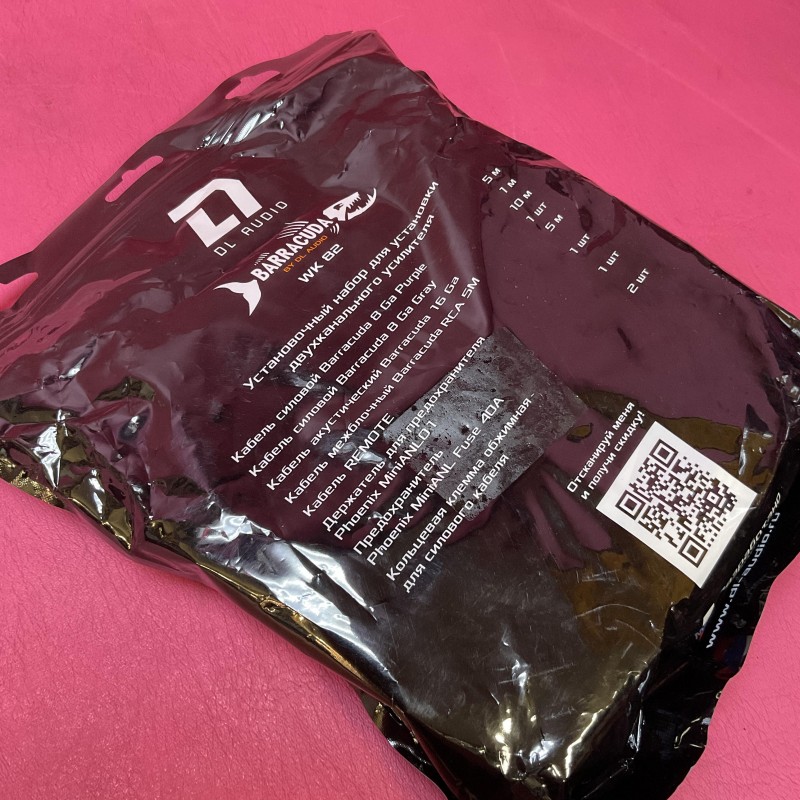 DL AUDIO
BARRACUDA
BY DL AUDIO
WK 82
Установочный набор для установки
двухканального усилителя
Кабель силовой Barracuda 8 Ga Purple 5 м
Кабель силовой Barracuda 8 Ga Gray 1 м
Кабель акустический Barracuda 16 Ga 10 м
Кабель межблочный Barracuda RCA 5M 1 шт
Кабель REMOTE 5 м
Держатель для предохранителя
Phoenix MiniANL01 1 шт
Предохранитель
Phoenix MiniANL Fuse 40A 1 шт
Кольцевая клемма обжимная
для силового кабеля 2 шт
Отсканируй меня
и получи скидку!
www.dl-audio.ru